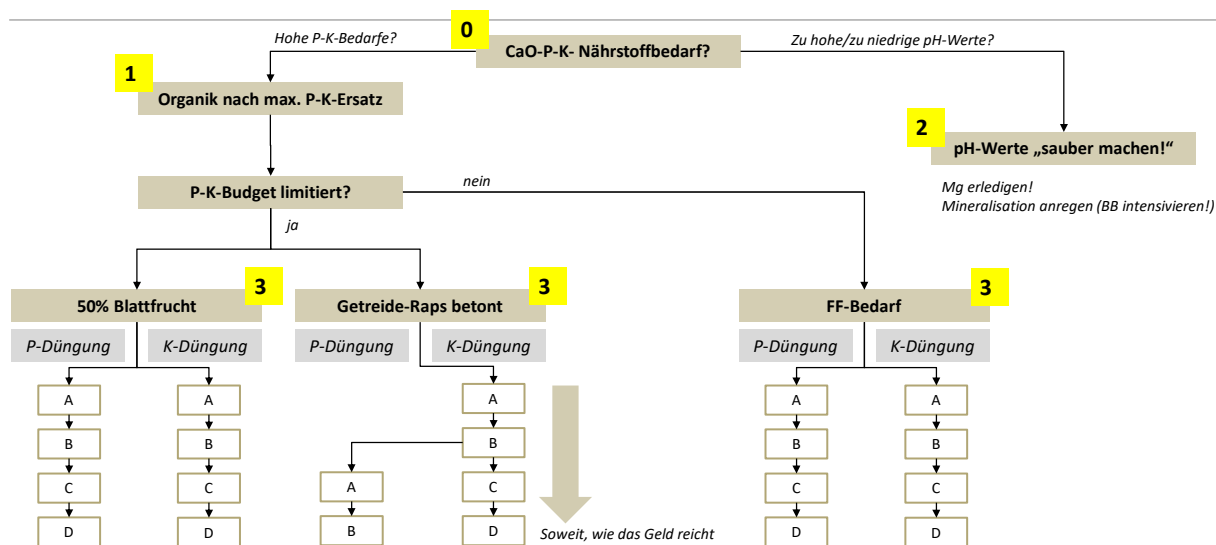 0
Hohe P-K-Bedarfe?
CaO-P-K- Nährstoffbedarf?
Zu hohe/zu niedrige pH-Werte?
1
Organik nach max. P-K-Ersatz
2
pH-Werte „sauber machen!“
P-K-Budget limitiert?
nein
Mg erledigen!
Mineralisation anregen (BB intensivieren!)
ja
3
50% Blattfrucht
3
Getreide-Raps betont
3
FF-Bedarf
P-Düngung
K-Düngung
P-Düngung
K-Düngung
P-Düngung
K-Düngung
A
A
A
A
A
B
B
B
B
B
C
C
A
C
C
C
D
D
B
D
D
D
Soweit, wie das Geld reicht